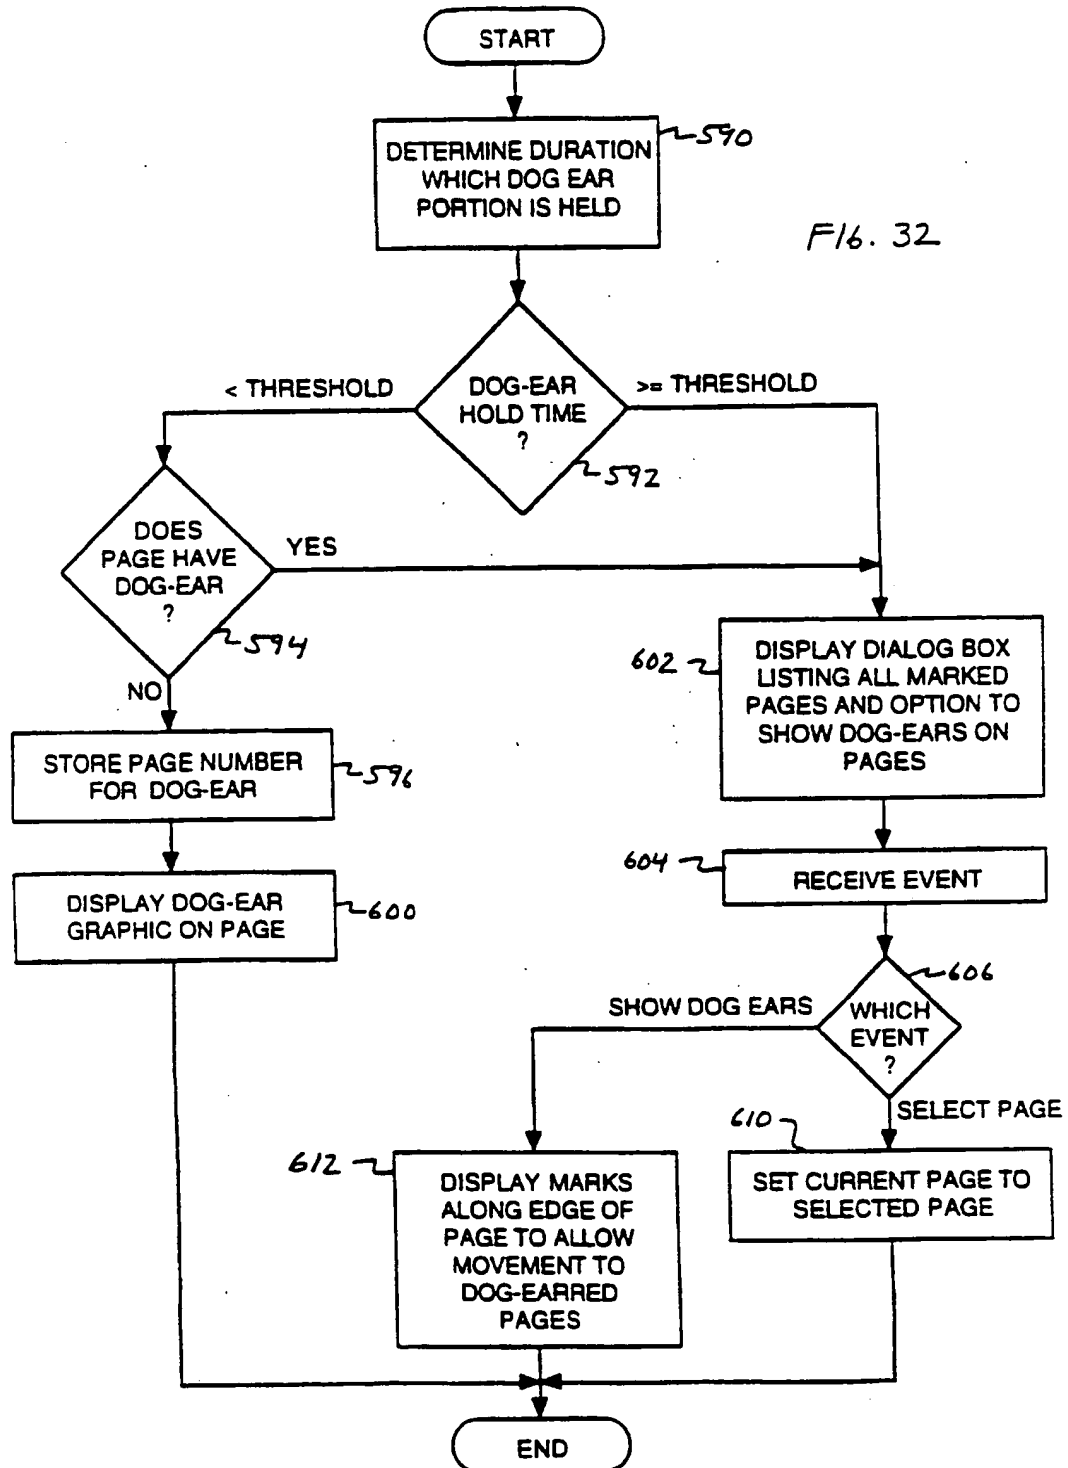 START
DETERMINE DURATION
WHICH DOG EAR
PORTION IS HELD
590
FIG. 32
< THRESHOLD
DOG-EAR
HOLD TIME
?
>= THRESHOLD
592
DOES
PAGE HAVE
DOG-EAR
?
YES
594
NO
602
DISPLAY DIALOG BOX
LISTING ALL MARKED
PAGES AND OPTION TO
SHOW DOG-EARS ON
PAGES
STORE PAGE NUMBER
FOR DOG-EAR
596
604
RECEIVE EVENT
DISPLAY DOG-EAR
GRAPHIC ON PAGE
600
606
SHOW DOG EARS
WHICH
EVENT
?
SELECT PAGE
610
612
DISPLAY MARKS
ALONG EDGE OF
PAGE TO ALLOW
MOVEMENT TO
DOG-EARRED
PAGES
SET CURRENT PAGE TO
SELECTED PAGE
END